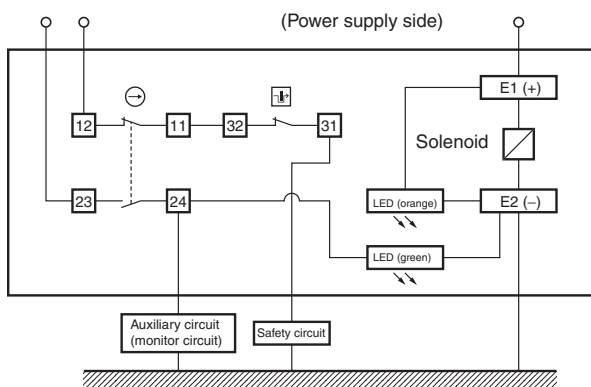 (Power supply side)
E1 (+)
12
11
32
31
Solenoid
23
24
LED (orange)
E2 (−)
LED (green)
Auxiliary circuit
(monitor circuit)
Safety circuit